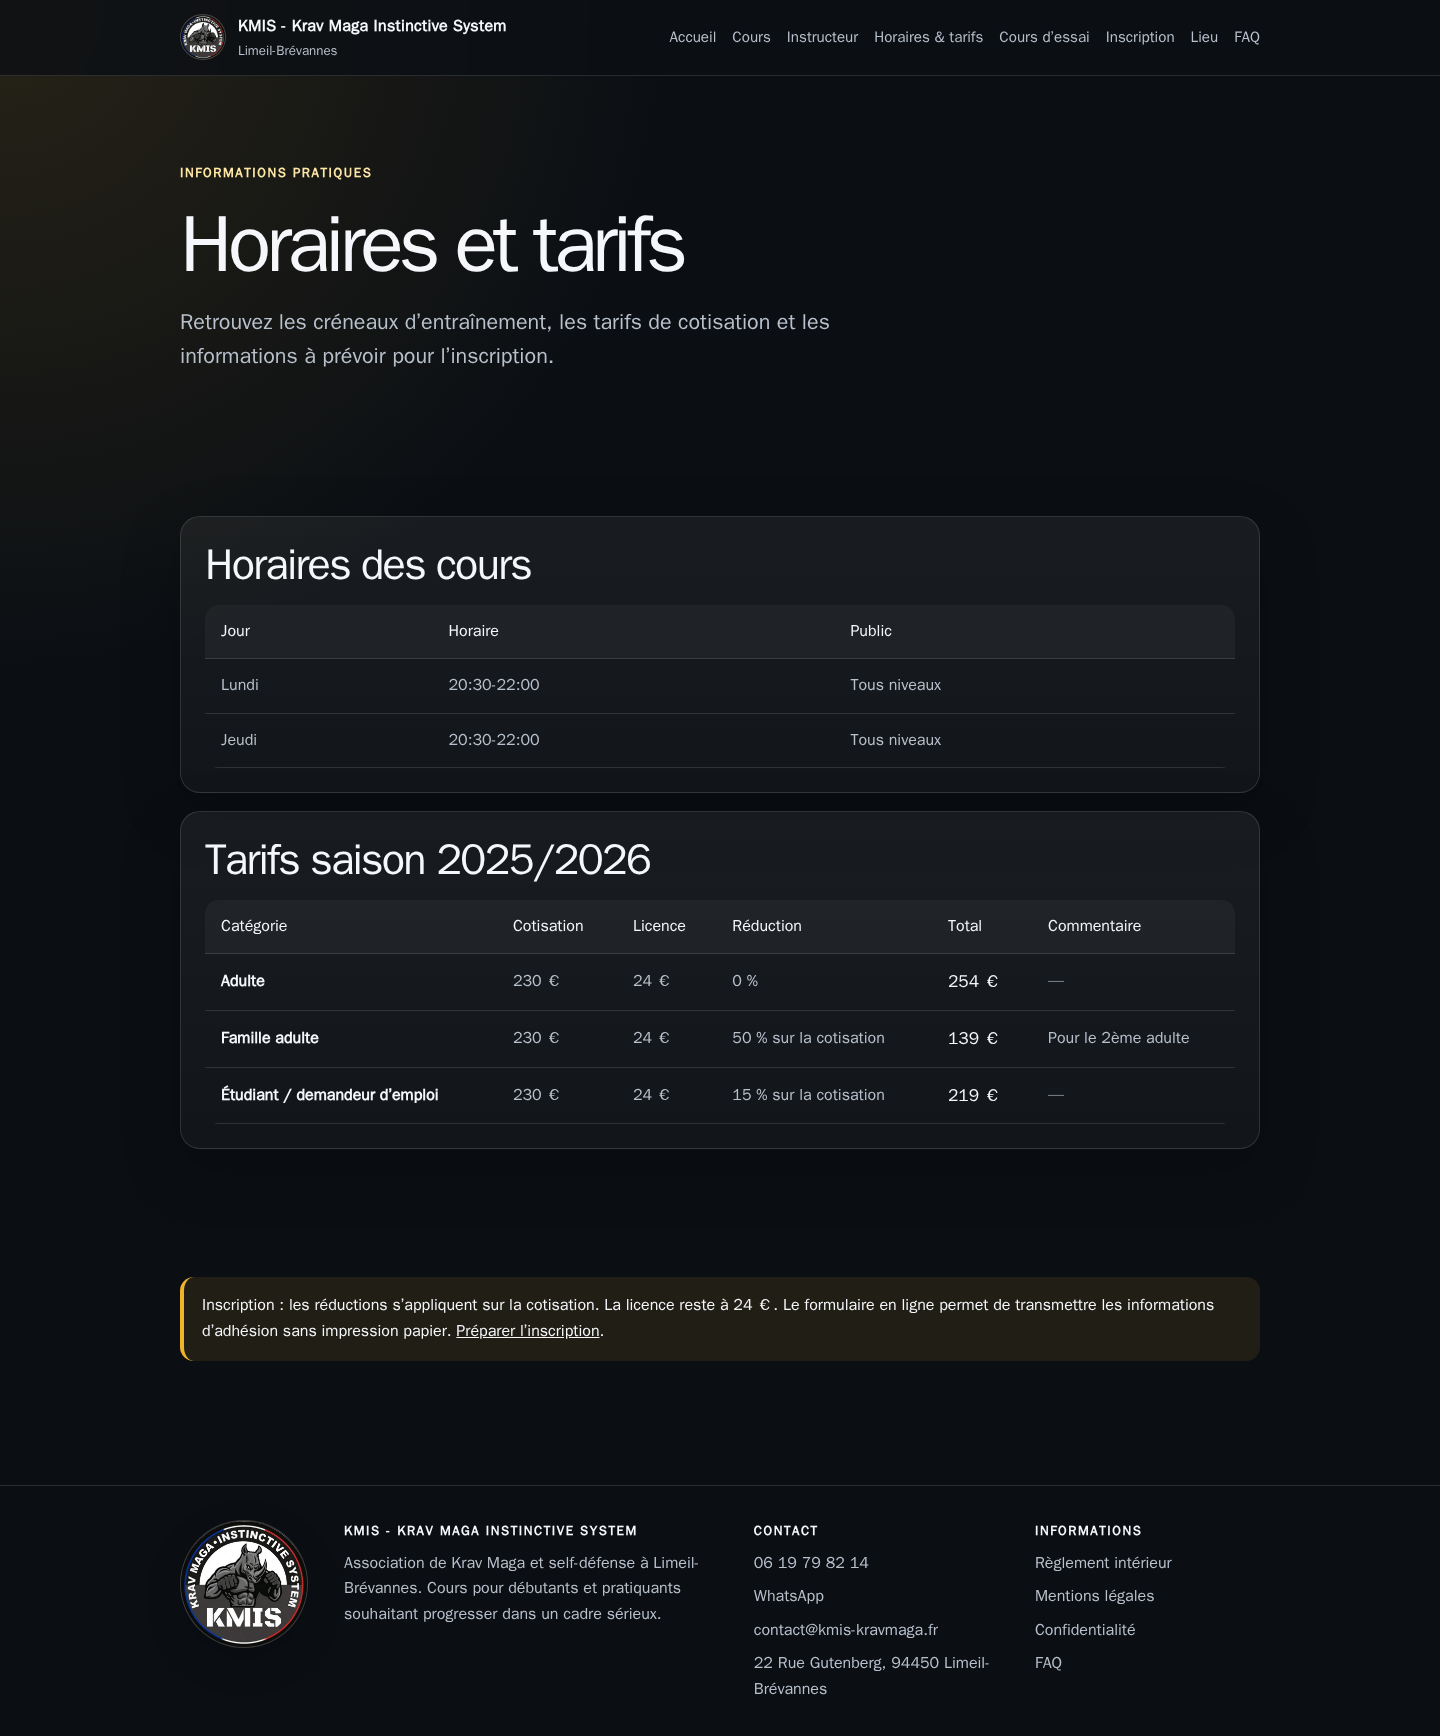 KMIS - Krav Maga Instinctive System
Limeil-Brévannes
Accueil Cours Instructeur Horaires & tarifs Cours d'essai Inscription Lieu FAQ
INFORMATIONS PRATIQUES
Horaires et tarifs
Retrouvez les créneaux d'entraînement, les tarifs de cotisation et les
informations à prévoir pour l'inscription.
Horaires des cours
Jour Horaire Public
Lundi 20:30-22:00 Tous niveaux
Jeudi 20:30-22:00 Tous niveaux
Tarifs saison 2025/2026
Catégorie Cotisation Licence Réduction Total Commentaire
Adulte 230 € 24 € 0 % 254 € —
Famille adulte 230 € 24 € 50 % sur la cotisation 139 € Pour le 2ème adulte
Étudiant / demandeur d'emploi 230 € 24 € 15 % sur la cotisation 219 € —
Inscription : les réductions s'appliquent sur la cotisation. La licence reste à 24 € . Le formulaire en ligne permet de transmettre les informations
d'adhésion sans impression papier. Préparer l'inscription.
KRAV MAGA•INSTINCTIVE SYSTEM
KMIS
KMIS - KRAV MAGA INSTINCTIVE SYSTEM
Association de Krav Maga et self-défense à Limeil-
Brévannes. Cours pour débutants et pratiquants
souhaitant progresser dans un cadre sérieux.
CONTACT
06 19 79 82 14
WhatsApp
contact@kmis-kravmaga.fr
22 Rue Gutenberg, 94450 Limeil-
Brévannes
INFORMATIONS
Règlement intérieur
Mentions légales
Confidentialité
FAQ